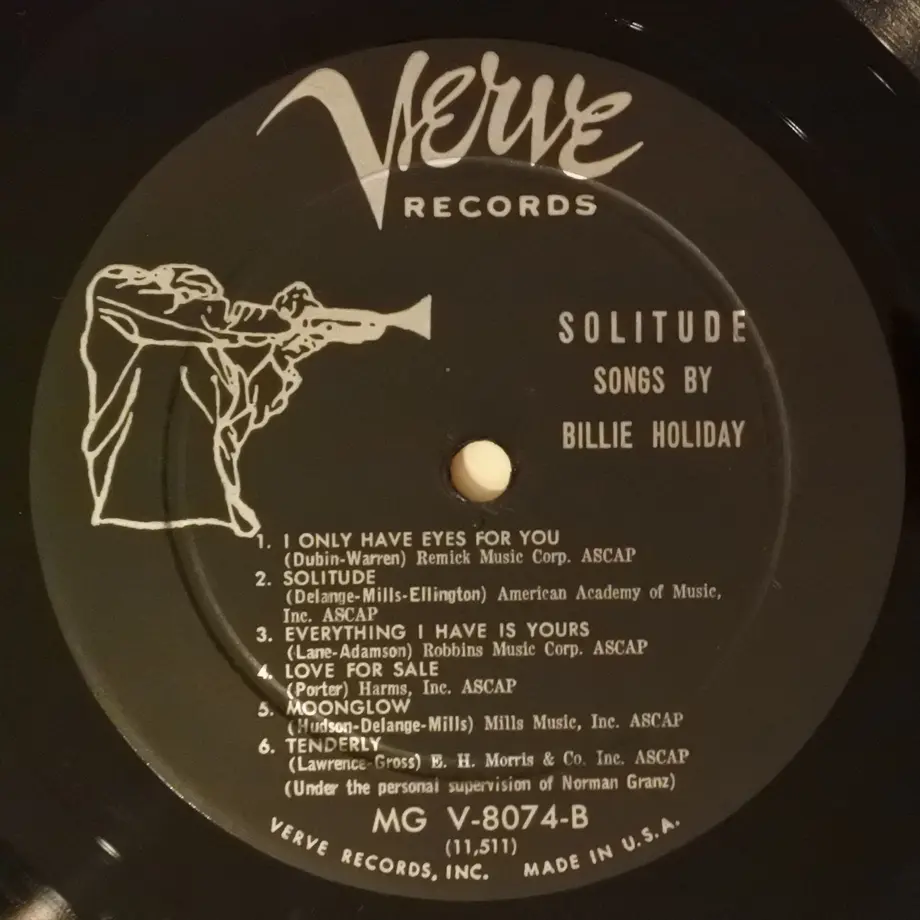 Verve
RECORDS
SOLITUDE
SONGS BY
BILLIE HOLIDAY
1. I ONLY HAVE EYES FOR YOU
(Dubin-Warren) Remick Music Corp. ASCAP
2. SOLITUDE
(Delange-Mills-Ellington) American Academy of Music,
Inc. ASCAP
3. EVERYTHING I HAVE IS YOURS
(Lane-Adamson) Robbins Music Corp. ASCAP
4. LOVE FOR SALE
(Porter) Harms, Inc. ASCAP
5. MOONGLOW
(Hudson-Delange-Mills) Mills Music, Inc. ASCAP
6. TENDERLY
(Lawrence-Gross) E. H. Morris & Co. Inc. ASCAP
(Under the personal supervision of Norman Granz)
MG V-8074-B
(11,511)
VERVE RECORDS, INC. MADE IN U.S.A.